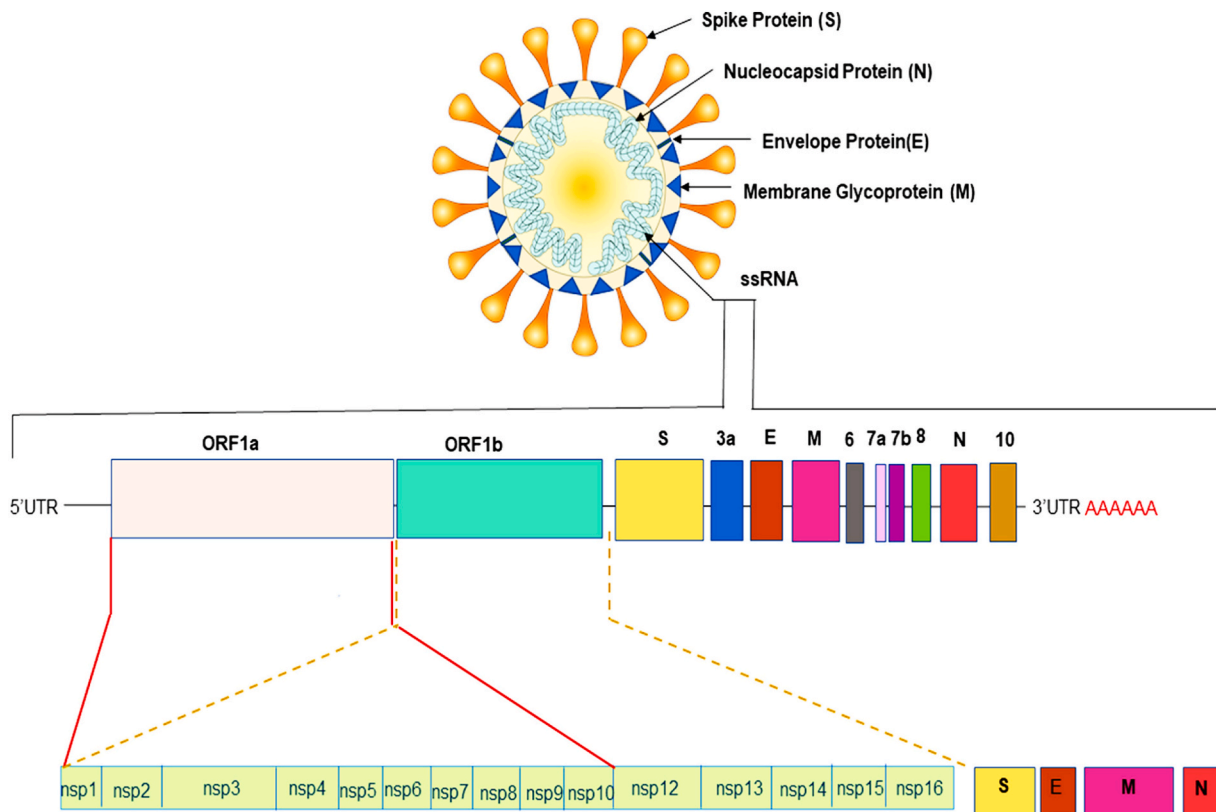 Spike Protein (S)
Nucleocapsid Protein (N)
Envelope Protein(E)
Membrane Glycoprotein (M)
ssRNA
ORF1a ORF1b S 3a E M 6 7a 7b 8 N 10
5'UTR 3'UTR AAAAAA
nsp1 nsp2 nsp3 nsp4 nsp5 nsp6 nsp7 nsp8 nsp9 nsp10 nsp12 nsp13 nsp14 nsp15 nsp16 S E M N